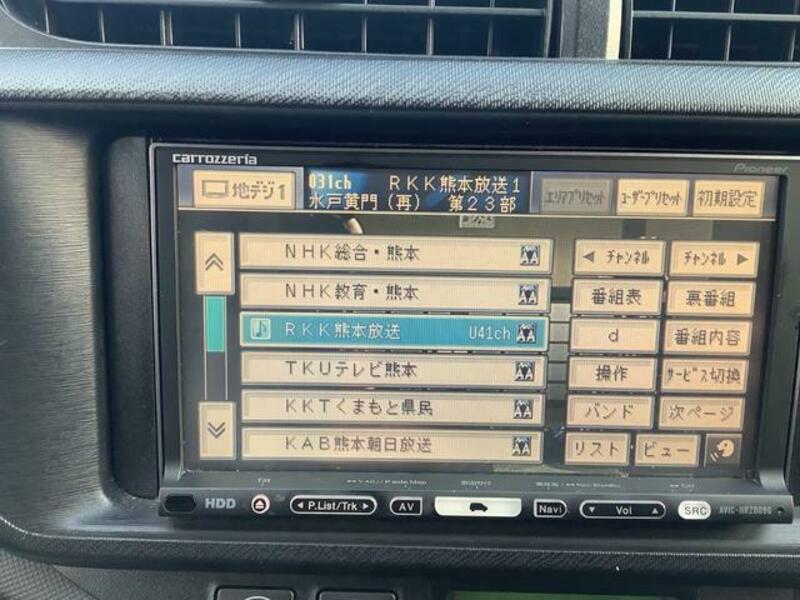 carrozzeria
Pioneer
地デジ1
031ch ＲＫＫ熊本放送１
水戸黄門（再） 第２３部
エリアプリセット
ユーザープリセット
初期設定
ＮＨＫ総合・熊本
ＮＨＫ教育・熊本
ＲＫＫ熊本放送 U41ch
ＴＫＵテレビ熊本
ＫＫＴくまもと県民
ＫＡＢ熊本朝日放送
◀ チャンネル
チャンネル ▶
番組表
裏番組
d
番組内容
操作
サービス切換
バンド
次ページ
リスト
ビュー
HDD
◀ P.List/Trk ▶
AV
Navi
▼ Vol ▲
SRC